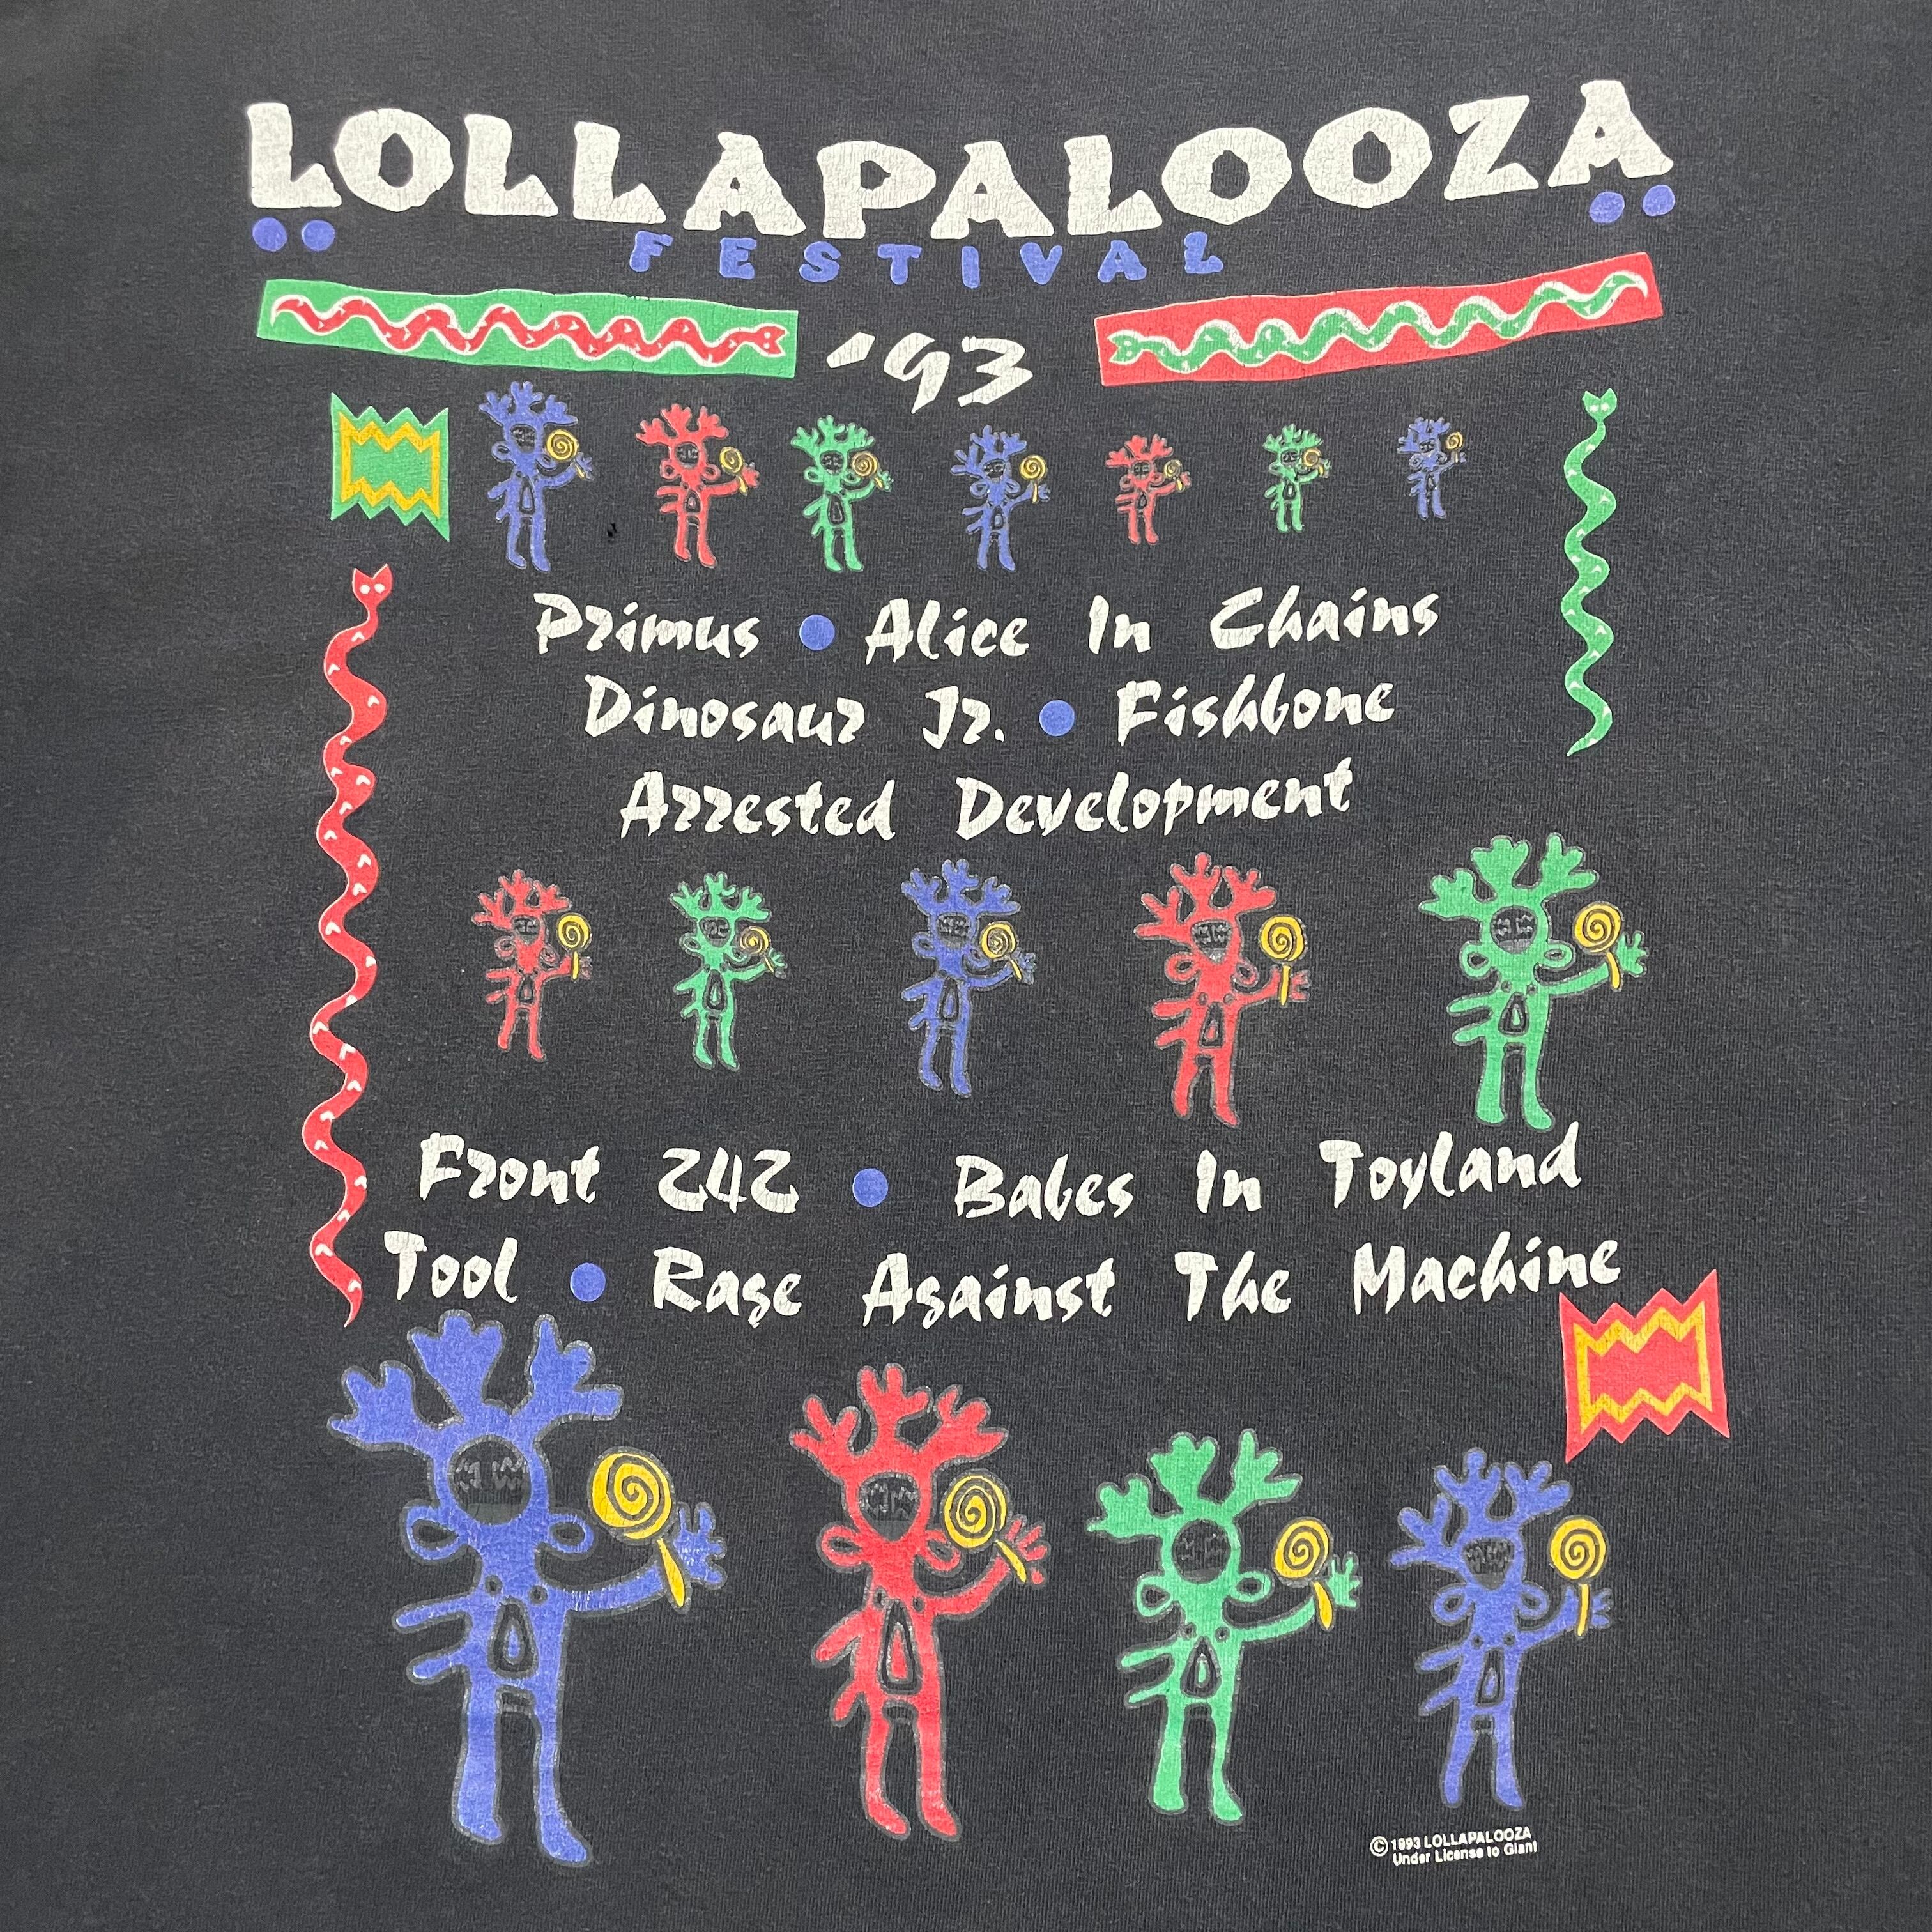 LOLLAPALOOZA
FESTIVAL
'93
Primus • Alice In Chains
Dinosaur Jr. • Fishbone
Arrested Development
Front 242 • Babes In Toyland
Tool • Rage Against The Machine
©1993 LOLLAPALOOZA
Under License to Giant